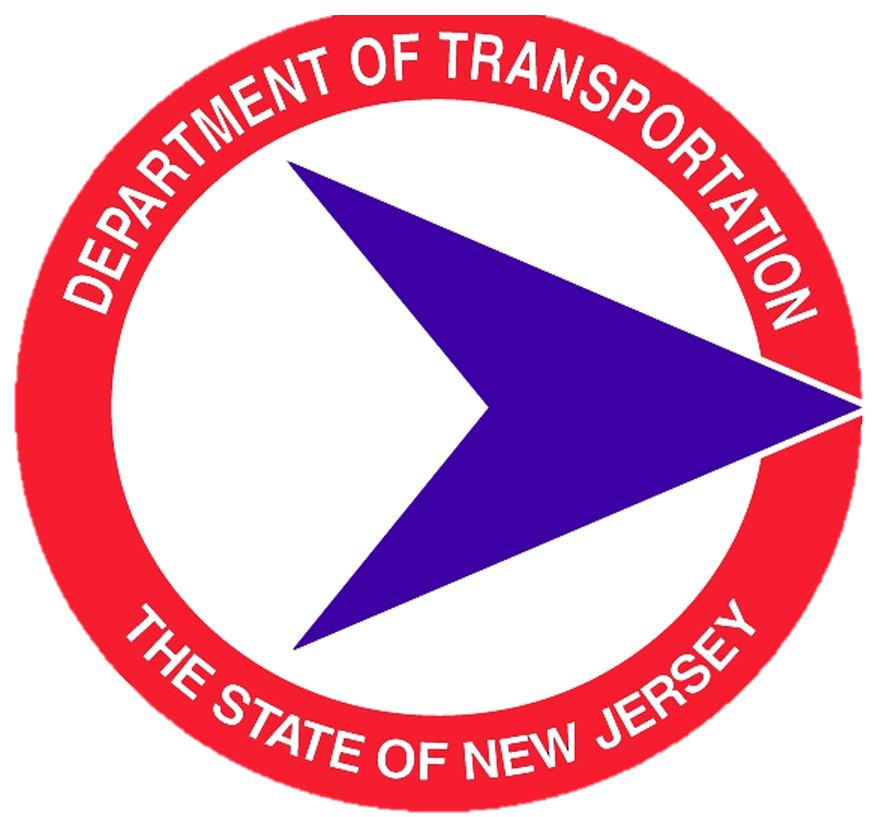 DEPARTMENT OF TRANSPORTATION
THE STATE OF NEW JERSEY